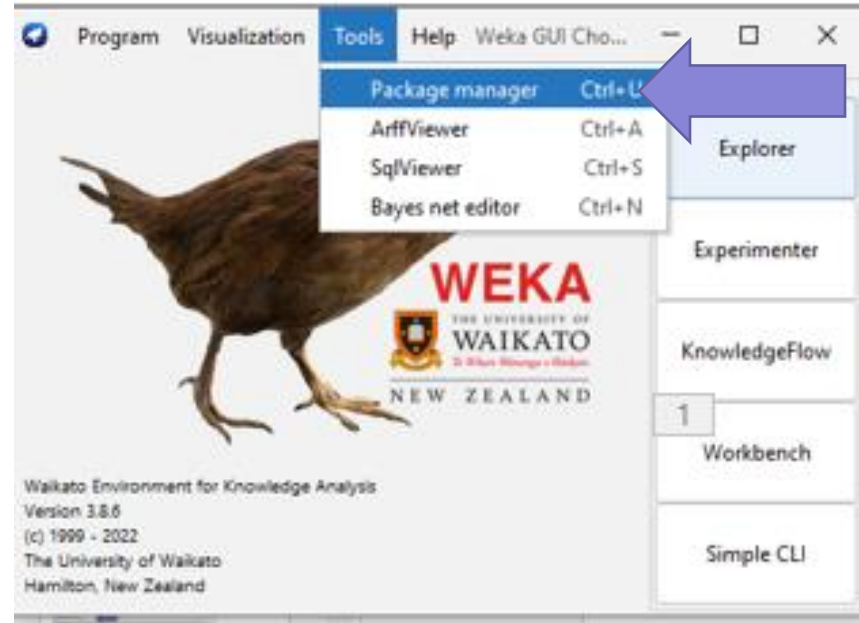 Program Visualization Tools Help Weka GUI Cho...
Package manager Ctrl+U
ArffViewer Ctrl+A
SqlViewer Ctrl+S
Bayes net editor Ctrl+N
Explorer
Experimenter
KnowledgeFlow
1
Workbench
Simple CLI
WEKA
THE UNIVERSITY OF
WAIKATO
NEW ZEALAND
Waikato Environment for Knowledge Analysis
Version 3.8.6
(c) 1999 - 2022
The University of Waikato
Hamilton, New Zealand